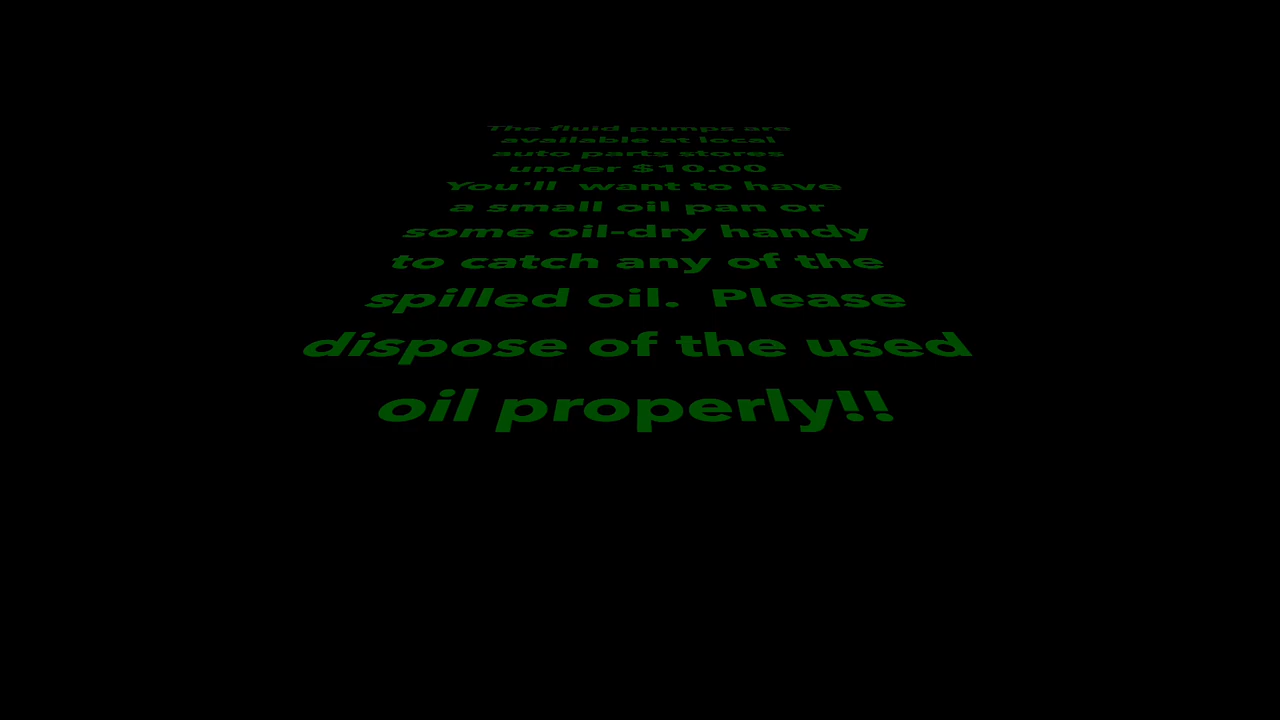 The fluid pumps are
available at local
auto parts stores
under $10.00
You'll  want to have
a small oil pan or
some oil-dry handy
to catch any of the
spilled oil.  Please
dispose of the used
oil properly!!